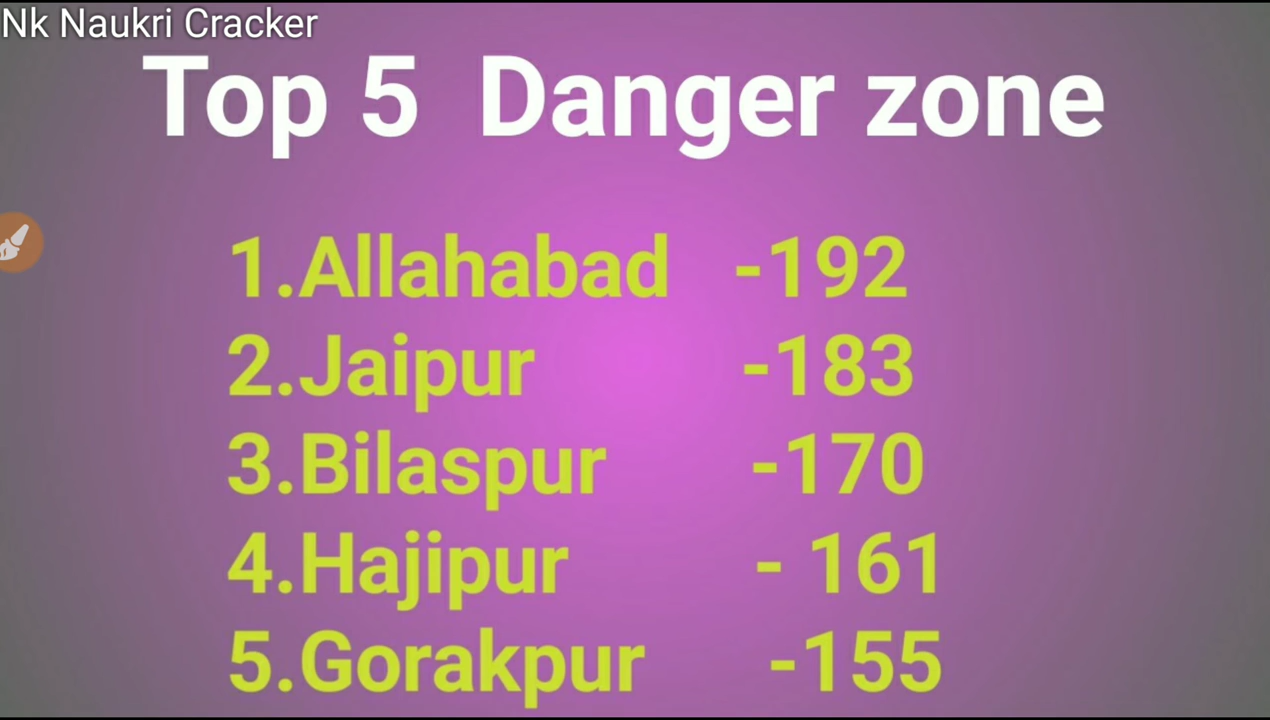 Nk Naukri Cracker
Top 5 Danger zone
1.Allahabad -192
2.Jaipur -183
3.Bilaspur -170
4.Hajipur - 161
5.Gorakpur -155